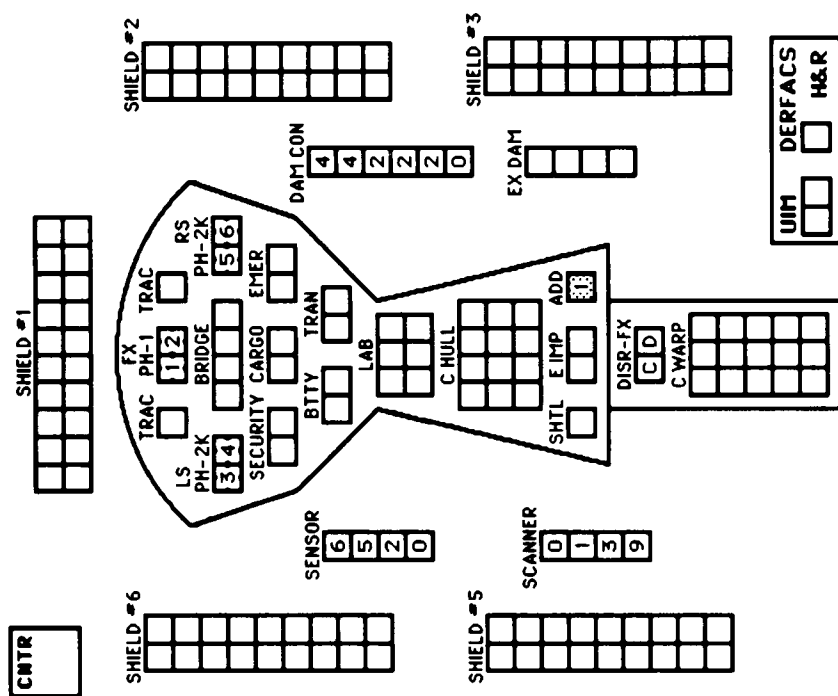 SHIELD #1
CNTR
SHIELD #6
SHIELD #2
TRAC
FX
PH-1
1 2
TRAC
LS
PH-2K
3 4
BRIDGE
RS
PH-2K
5 6
SECURITY
CARGO
EMER
BTTY
TRAN
SENSOR
6
5
2
0
DAM CON
4
4
2
2
2
0
LAB
C HULL
SHIELD #5
SHIELD #3
SCANNER
0
1
3
9
EX DAM
SHTL
E IMP
ADD
1
DISR-FX
C D
C WARP
UIM
DERFACS
H&R